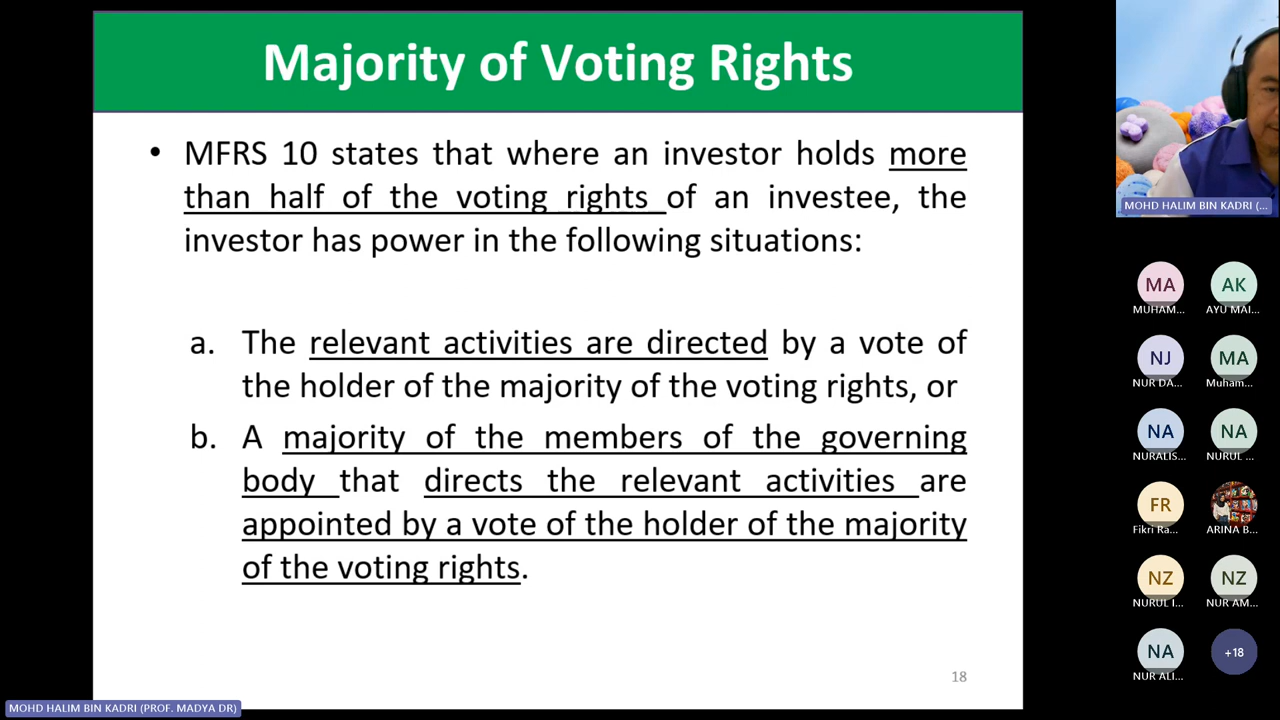 Majority of Voting Rights
• MFRS 10 states that where an investor holds more
than half of the voting rights of an investee, the
investor has power in the following situations:
a. The relevant activities are directed by a vote of
the holder of the majority of the voting rights, or
b. A majority of the members of the governing
body that directs the relevant activities are
appointed by a vote of the holder of the majority
of the voting rights.
18
MOHD HALIM BIN KADRI (PROF. MADYA DR)
MOHD HALIM BIN KADRI (...
MA
MUHAM...
AK
AYU MAI...
NJ
NUR DA...
MA
Muham...
NA
NURALIS...
NA
NURUL ...
FR
Fikri Ra...
ARINA B...
NZ
NURUL I...
NZ
NUR AM...
NA
NUR ALI...
+18